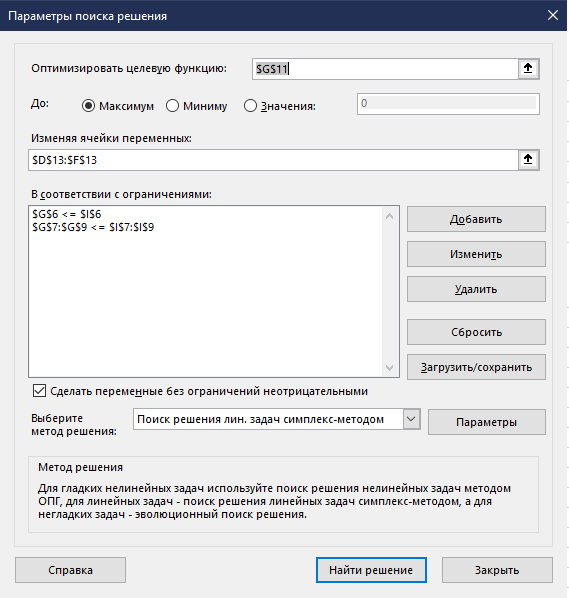 Параметры поиска решения
Оптимизировать целевую функцию:
$G$11
До:
Максимум
Миниму
Значения:
0
Изменяя ячейки переменных:
$D$13:$F$13
В соответствии с ограничениями:
$G$6 <= $I$6
$G$7:$G$9 <= $I$7:$I$9
Добавить
Изменить
Удалить
Сбросить
Загрузить/сохранить
Сделать переменные без ограничений неотрицательными
Выберите
метод решения:
Поиск решения лин. задач симплекс-методом
Параметры
Метод решения
Для гладких нелинейных задач используйте поиск решения нелинейных задач методом
ОПГ, для линейных задач - поиск решения линейных задач симплекс-методом, а для
негладких задач - эволюционный поиск решения.
Справка
Найти решение
Закрыть